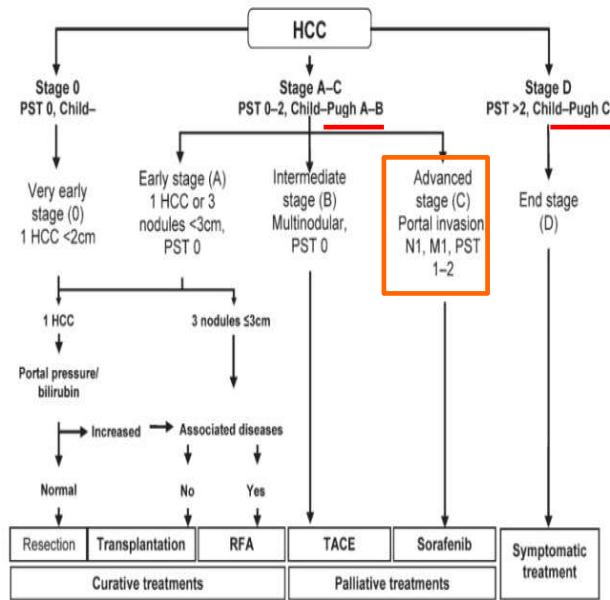 HCC
Stage 0
PST 0, Child–
Stage A–C
PST 0–2, Child–Pugh A–B
Stage D
PST >2, Child–Pugh C
Very early
stage (0)
1 HCC <2cm
Early stage (A)
1 HCC or 3
nodules <3cm,
PST 0
Intermediate
stage (B)
Multinodular,
PST 0
Advanced
stage (C)
Portal invasion
N1, M1, PST
1–2
End stage
(D)
1 HCC
3 nodules ≤3cm
Portal pressure/
bilirubin
Increased
Associated diseases
Normal
No
Yes
Resection
Transplantation
RFA
TACE
Sorafenib
Symptomatic
treatment
Curative treatments
Palliative treatments